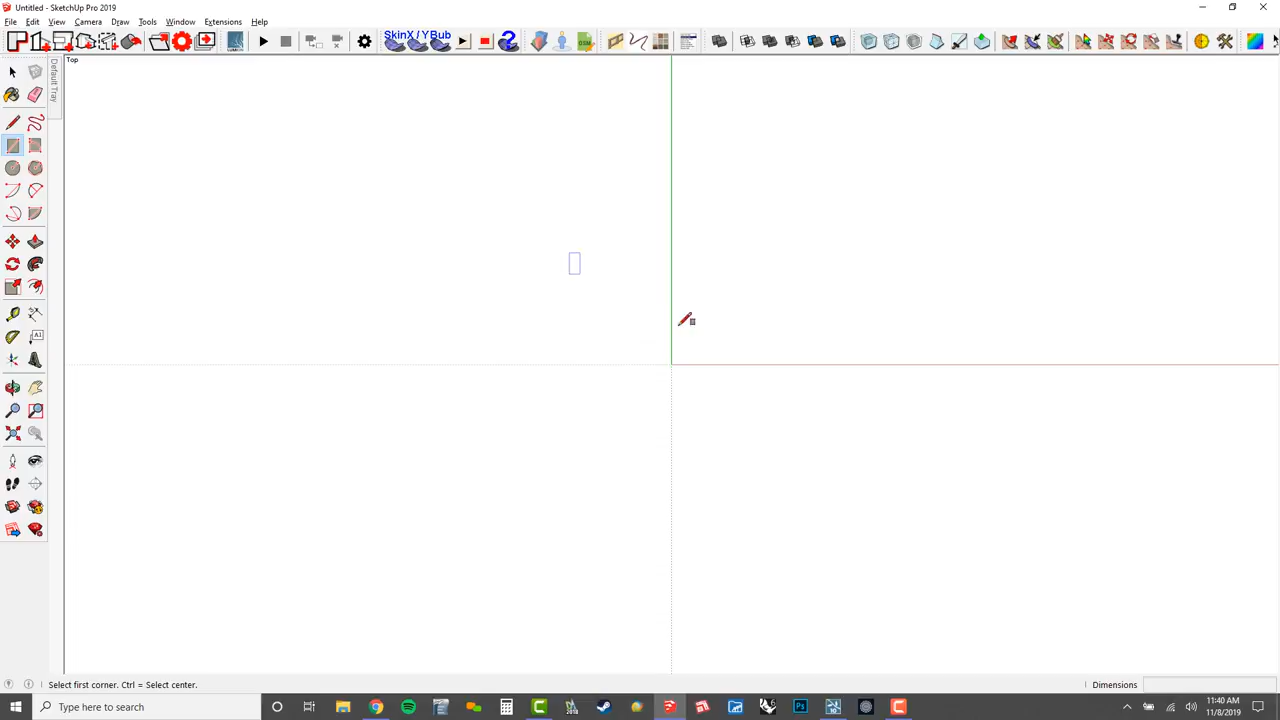 Untitled - SketchUp Pro 2019
File Edit View Camera Draw Tools Window Extensions Help
SkinX / YBub
Top
Default Tray
A1
Select first corner. Ctrl = Select center.
Dimensions
Type here to search
11:40 AM
11/8/2019